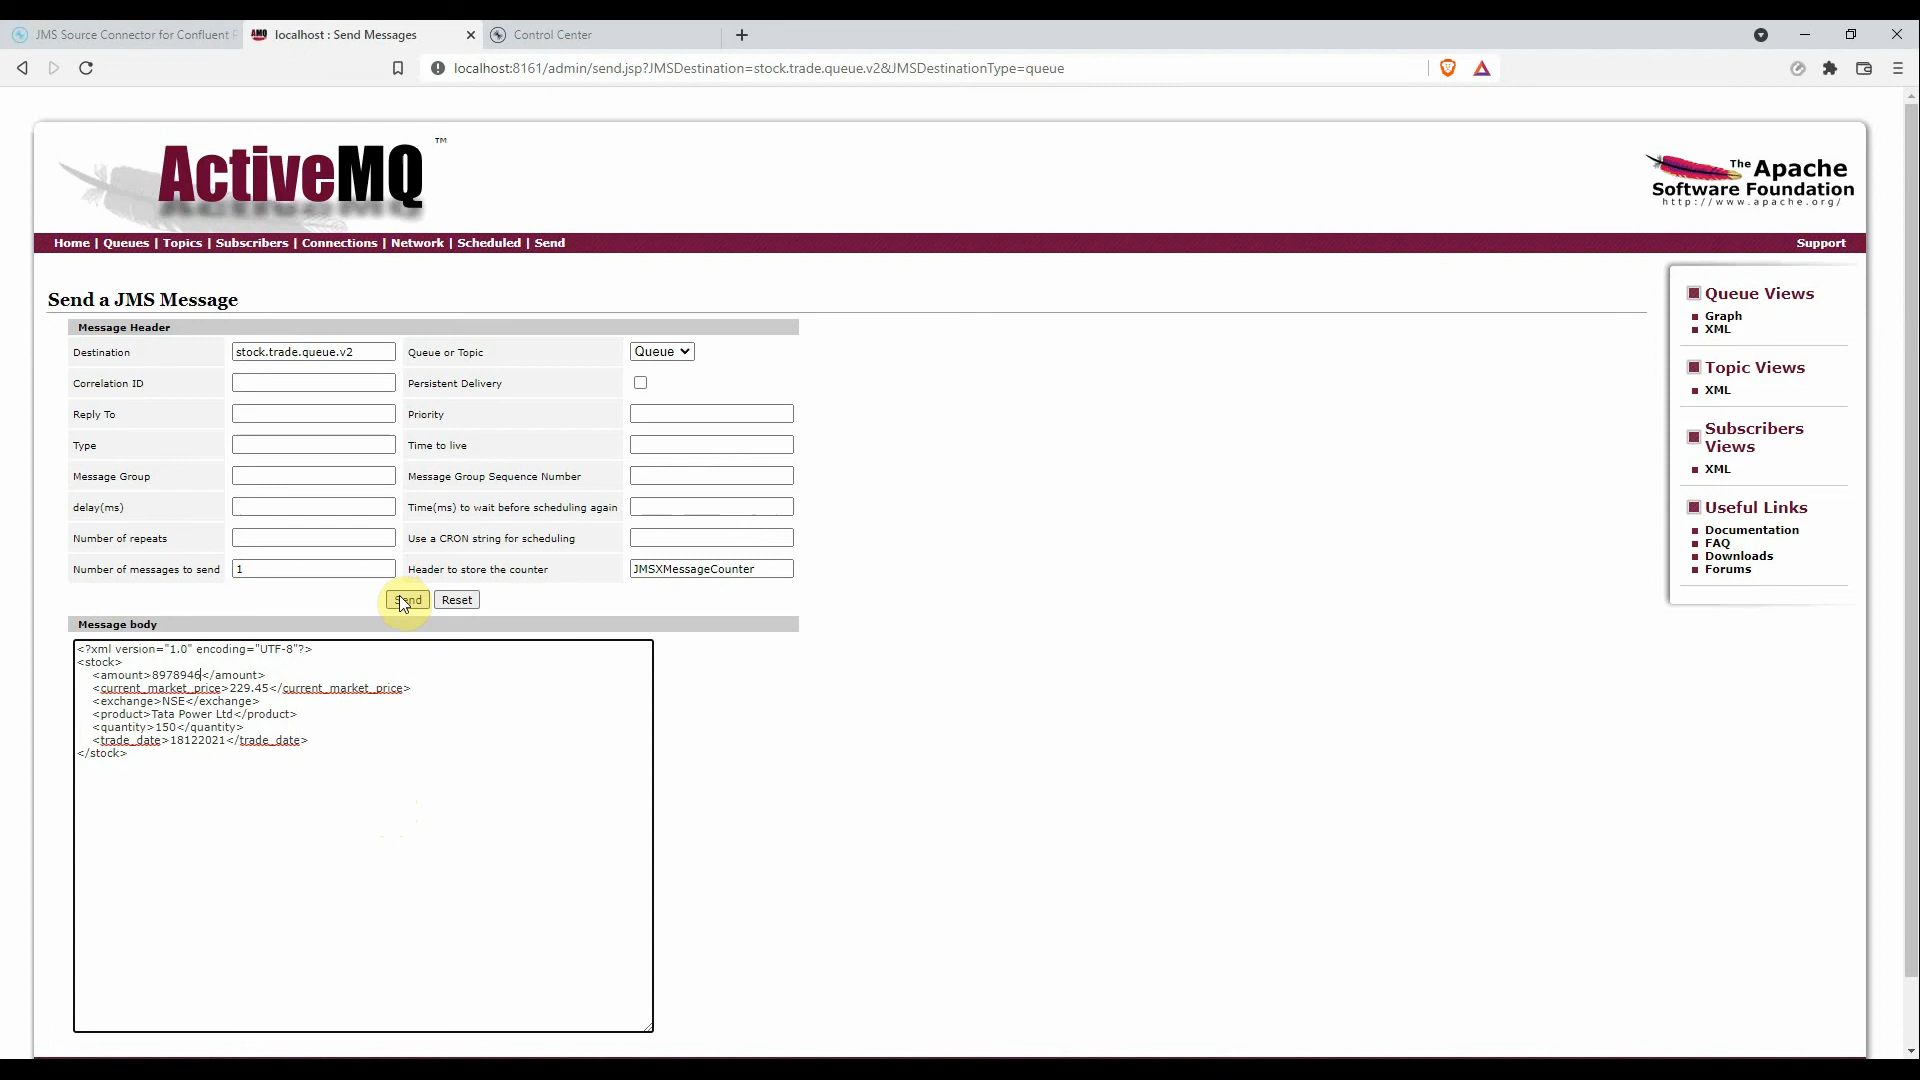 JMS Source Connector for Confluent
localhost : Send Messages
Control Center
localhost:8161/admin/send.jsp?JMSDestination=stock.trade.queue.v2&JMSDestinationType=queue
ActiveMQ™
The Apache
Software Foundation
http://www.apache.org/
Home | Queues | Topics | Subscribers | Connections | Network | Scheduled | Send
Support
Send a JMS Message
Message Header
Destination stock.trade.queue.v2 Queue or Topic Queue
Correlation ID Persistent Delivery
Reply To Priority
Type Time to live
Message Group Message Group Sequence Number
delay(ms) Time(ms) to wait before scheduling again
Number of repeats Use a CRON string for scheduling
Number of messages to send 1 Header to store the counter JMSXMessageCounter
Send Reset
Message body
<?xml version="1.0" encoding="UTF-8"?>
<stock>
<amount>8978946</amount>
<current_market_price>229.45</current_market_price>
<exchange>NSE</exchange>
<product>Tata Power Ltd</product>
<quantity>150</quantity>
<trade_date>18122021</trade_date>
</stock>
Queue Views
Graph
XML
Topic Views
XML
Subscribers
Views
XML
Useful Links
Documentation
FAQ
Downloads
Forums